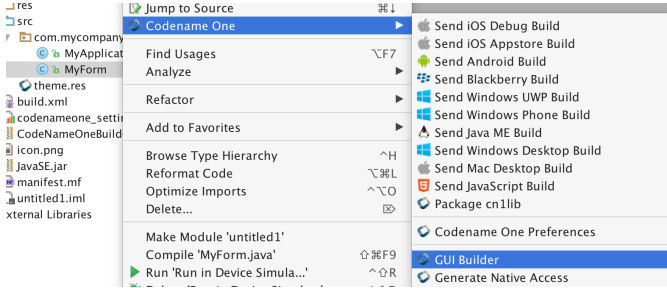 res
src
com.mycompany
MyApplicat
MyForm
theme.res
build.xml
codenameone_setti
CodeNameOneBuild
icon.png
JavaSE.jar
manifest.mf
untitled1.iml
xternal Libraries
Jump to Source ⌘↓
Codename One
Find Usages ⌥F7
Analyze
Refactor
Add to Favorites
Browse Type Hierarchy ^H
Reformat Code ⌥⌘L
Optimize Imports ^⌥O
Delete... ⌦
Make Module 'untitled1'
Compile 'MyForm.java' ⇧⌘F9
Run 'Run in Device Simula...' ^⇧R
Send iOS Debug Build
Send iOS Appstore Build
Send Android Build
Send Blackberry Build
Send Windows UWP Build
Send Windows Phone Build
Send Java ME Build
Send Windows Desktop Build
Send Mac Desktop Build
Send JavaScript Build
Package cn1lib
Codename One Preferences
GUI Builder
Generate Native Access